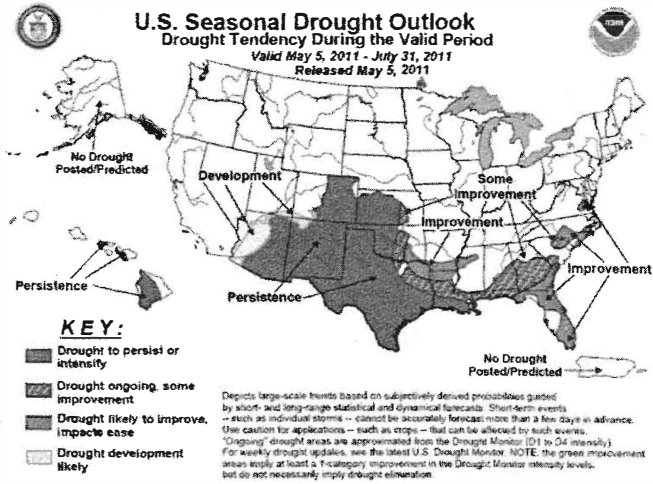 U.S. Seasonal Drought Outlook
Drought Tendency During the Valid Period
Valid May 5, 2011 - July 31, 2011
Released May 5, 2011
No Drought
Posted/Predicted
Development
Some
Improvement
Improvement
Improvement
Persistence
Persistence
No Drought
Posted/Predicted
KEY:
Drought to persist or
intensify
Drought ongoing, some
improvement
Drought likely to improve,
impacts ease
Drought development
likely
Depicts large-scale trends based on subjectively derived probabilities guided
by short- and long-range statistical and dynamical forecasts. Short-term events
-- such as individual storms -- cannot be accurately forecast more than a few days in advance.
Use caution for applications -- such as crops -- that can be affected by such events.
"Ongoing" drought areas are approximated from the Drought Monitor (D1 to D4 intensity).
For weekly drought updates, see the latest U.S. Drought Monitor. NOTE: the green improvement
areas imply at least a 1-category improvement in the Drought Monitor intensity levels,
but do not necessarily imply drought elimination.